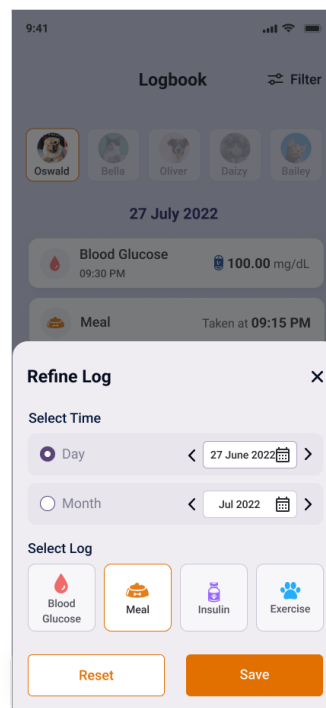 9:41
Logbook
Filter
Oswald
Bella
Oliver
Daizy
Bailey
27 July 2022
Blood Glucose
09:30 PM
100.00 mg/dL
Meal
Taken at 09:15 PM
Refine Log
Select Time
Day
27 June 2022
Month
Jul 2022
Select Log
Blood
Glucose
Meal
Insulin
Exercise
Reset
Save